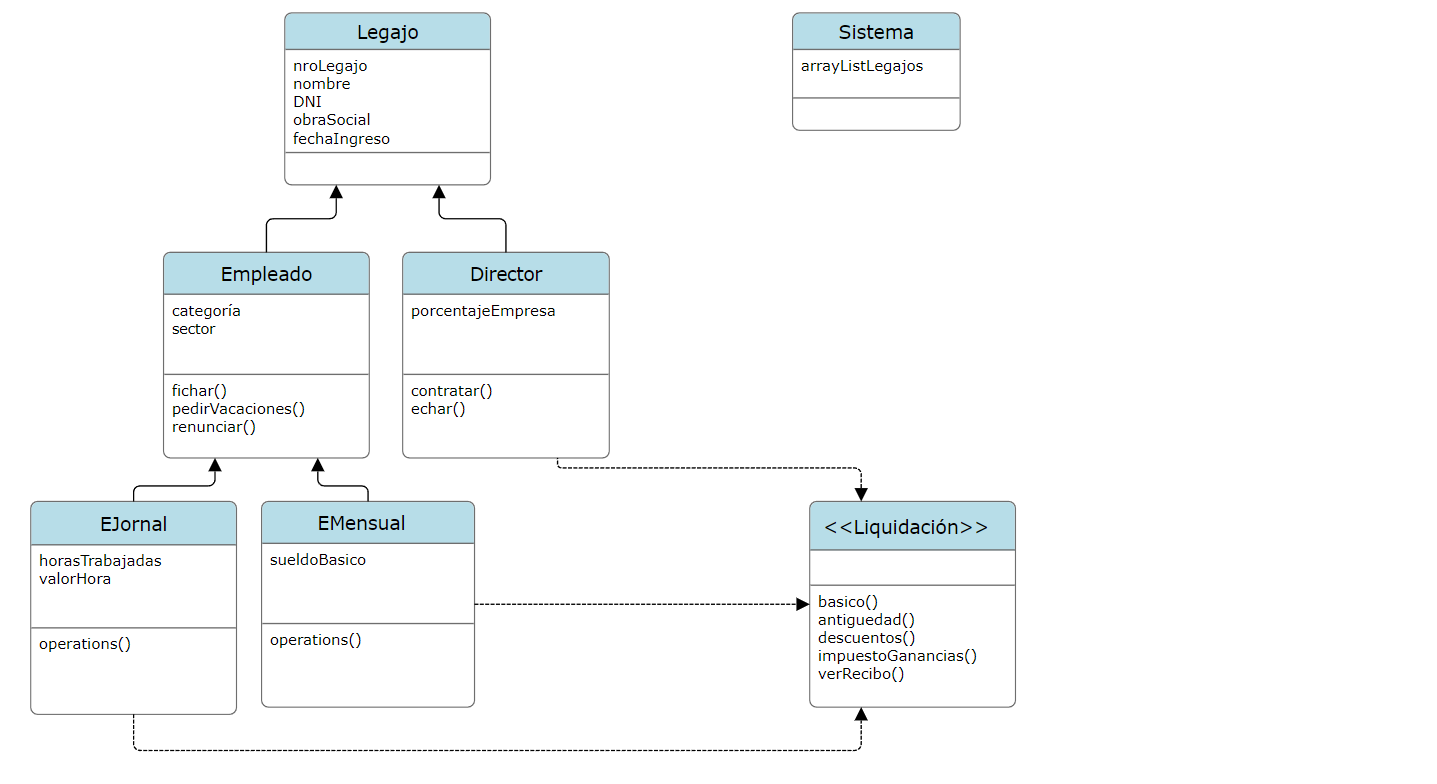 Legajo
nroLegajo
nombre
DNI
obraSocial
fechaIngreso
Sistema
arrayListLegajos
Empleado
categoría
sector
fichar()
pedirVacaciones()
renunciar()
Director
porcentajeEmpresa
contratar()
echar()
EJornal
horasTrabajadas
valorHora
operations()
EMensual
sueldoBasico
operations()
<<Liquidación>>
basico()
antiguedad()
descuentos()
impuestoGanancias()
verRecibo()